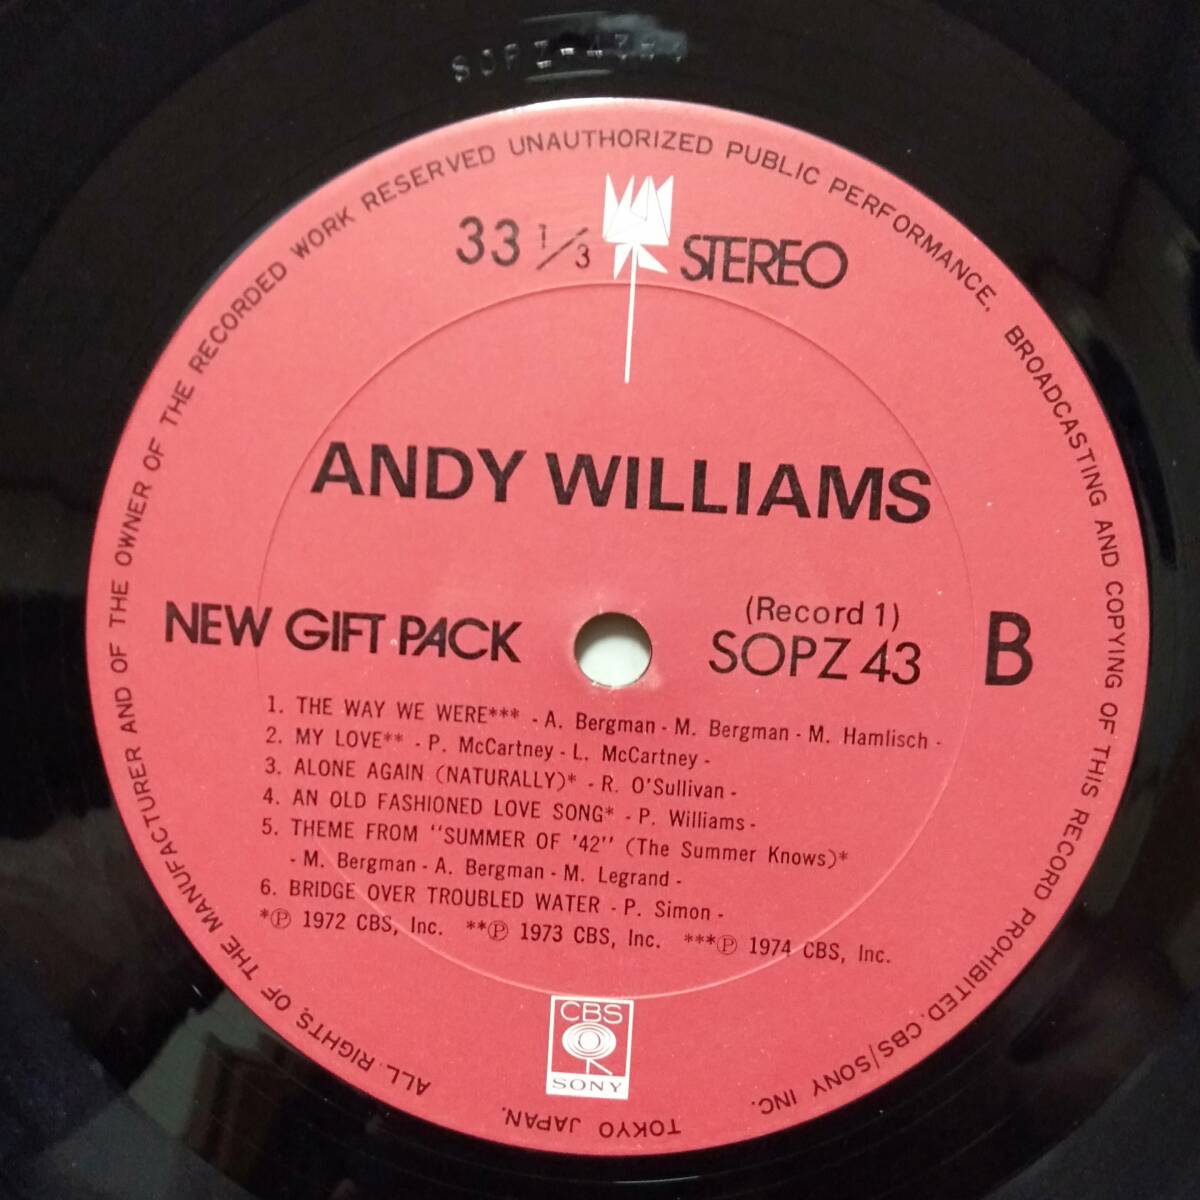 ALL RIGHTS OF THE MANUFACTURER AND OF THE OWNER OF THE RECORDED WORK RESERVED UNAUTHORIZED PUBLIC PERFORMANCE, BROADCASTING AND COPYING OF THIS RECORD PROHIBITED. CBS/SONY INC.
TOKYO JAPAN.
33 1/3 STEREO
ANDY WILLIAMS
NEW GIFT PACK
(Record 1)
SOPZ 43
B
1. THE WAY WE WERE*** - A. Bergman - M. Bergman - M. Hamlisch -
2. MY LOVE** - P. McCartney - L. McCartney -
3. ALONE AGAIN (NATURALLY)* - R. O'Sullivan -
4. AN OLD FASHIONED LOVE SONG* - P. Williams -
5. THEME FROM "SUMMER OF '42" (The Summer Knows)*
- M. Bergman - A. Bergman - M. Legrand -
6. BRIDGE OVER TROUBLED WATER - P. Simon -
*℗ 1972 CBS, Inc. **℗ 1973 CBS, Inc. ***℗ 1974 CBS, Inc.
CBS
SONY